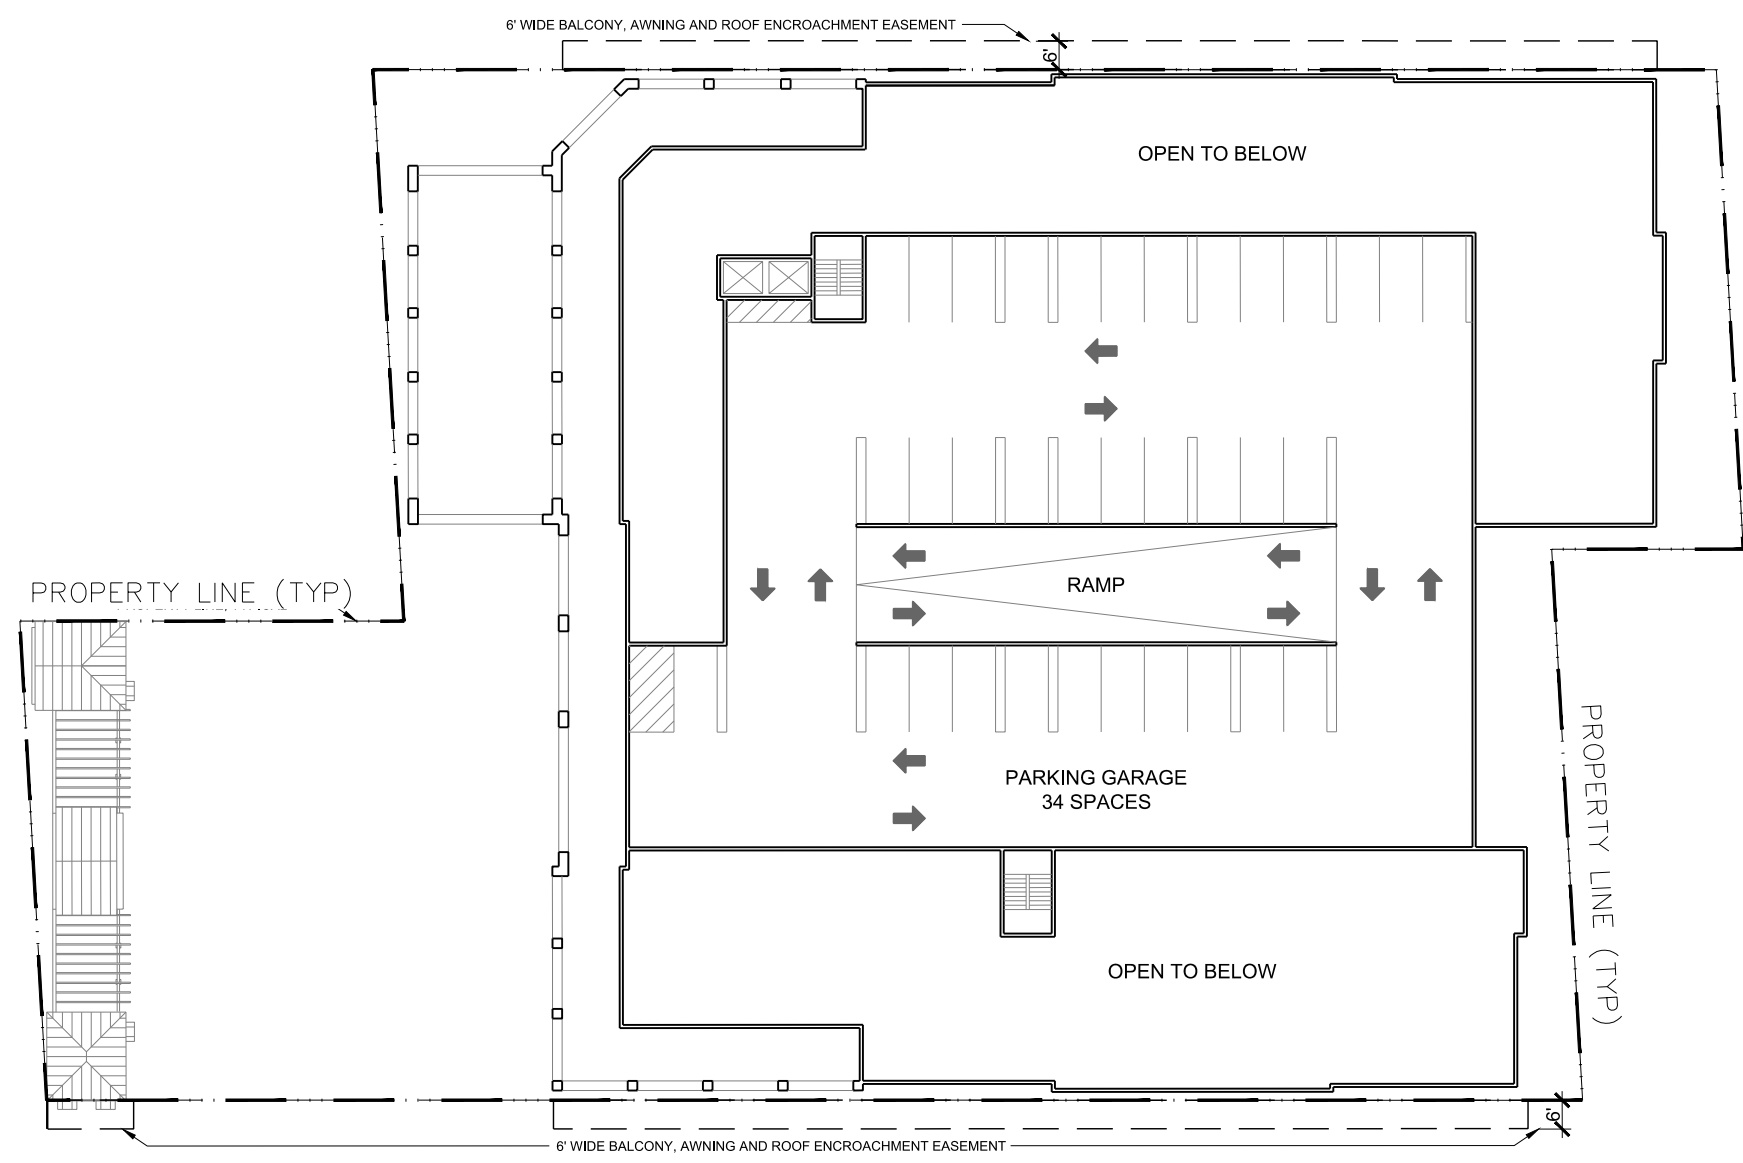 6' WIDE BALCONY, AWNING AND ROOF ENCROACHMENT EASEMENT
6'
OPEN TO BELOW
PROPERTY LINE (TYP)
RAMP
PROPERTY LINE (TYP)
PARKING GARAGE
34 SPACES
OPEN TO BELOW
6'
6' WIDE BALCONY, AWNING AND ROOF ENCROACHMENT EASEMENT